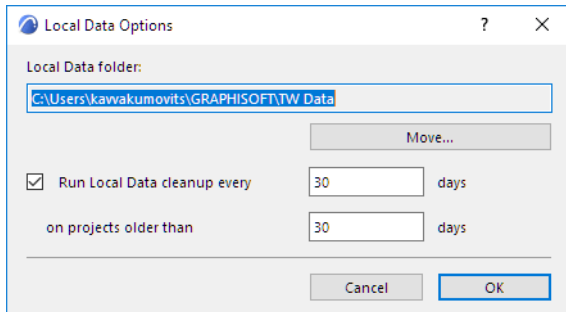 Local Data Options ?
Local Data folder:
C:\Users\kavvakumovits\GRAPHISOFT\TW Data
Move...
Run Local Data cleanup every 30 days
on projects older than 30 days
Cancel OK